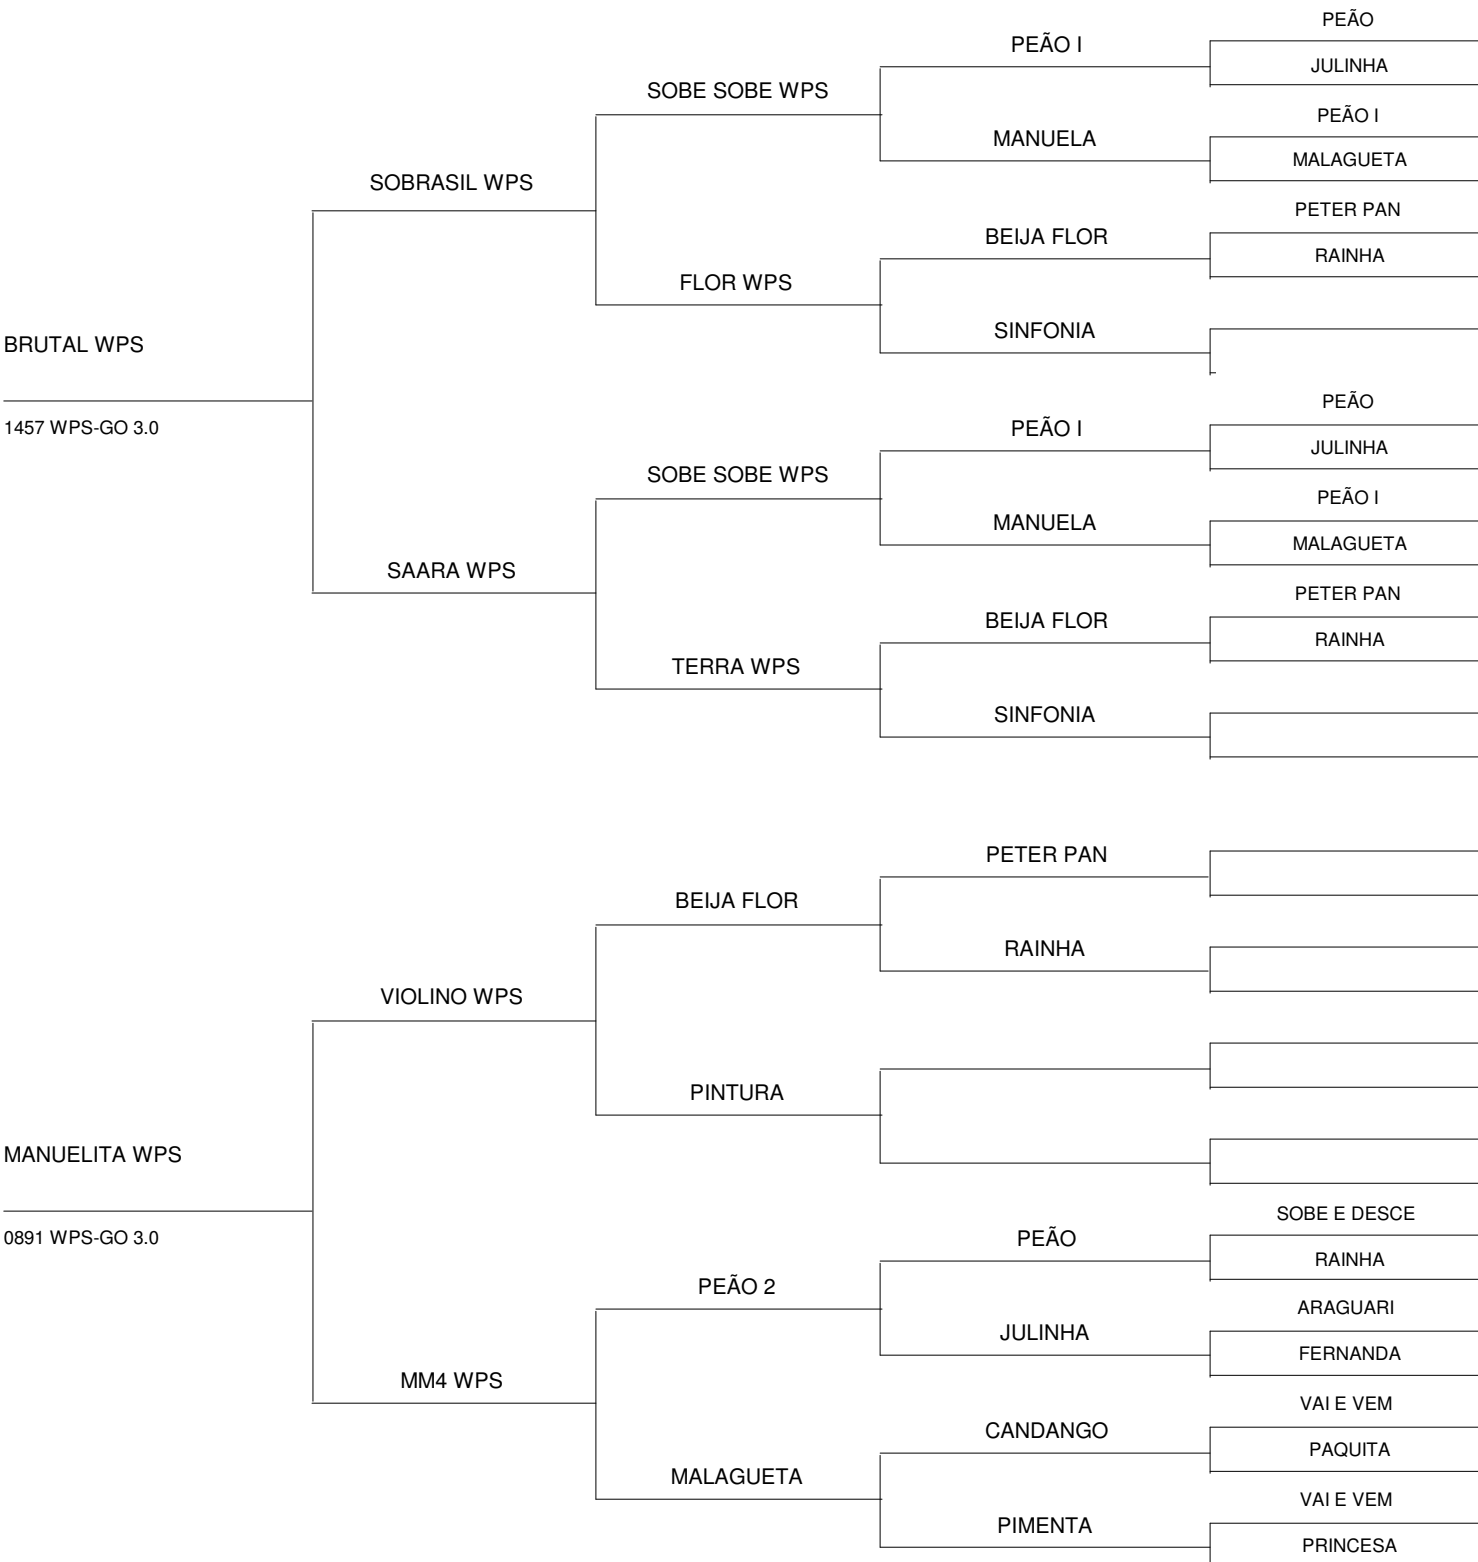 PEÃO
PEÃO I
JULINHA
SOBE SOBE WPS
PEÃO I
MANUELA
MALAGUETA
SOBRASIL WPS
PETER PAN
BEIJA FLOR
RAINHA
FLOR WPS
SINFONIA
BRUTAL WPS
PEÃO
1457 WPS-GO 3.0
PEÃO I
JULINHA
SOBE SOBE WPS
PEÃO I
MANUELA
MALAGUETA
SAARA WPS
PETER PAN
BEIJA FLOR
RAINHA
TERRA WPS
SINFONIA
PETER PAN
BEIJA FLOR
RAINHA
VIOLINO WPS
PINTURA
MANUELITA WPS
SOBE E DESCE
0891 WPS-GO 3.0
PEÃO
RAINHA
PEÃO 2
ARAGUARI
JULINHA
FERNANDA
MM4 WPS
VAI E VEM
CANDANGO
PAQUITA
MALAGUETA
VAI E VEM
PIMENTA
PRINCESA